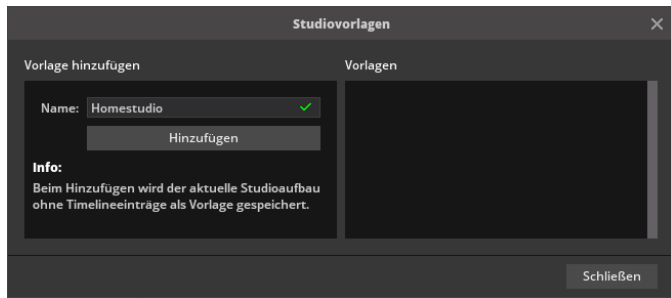 Studiovorlagen
Vorlage hinzufügen
Vorlagen
Name: Homestudio
Hinzufügen
Info:
Beim Hinzufügen wird der aktuelle Studioaufbau
ohne Timelineeinträge als Vorlage gespeichert.
Schließen